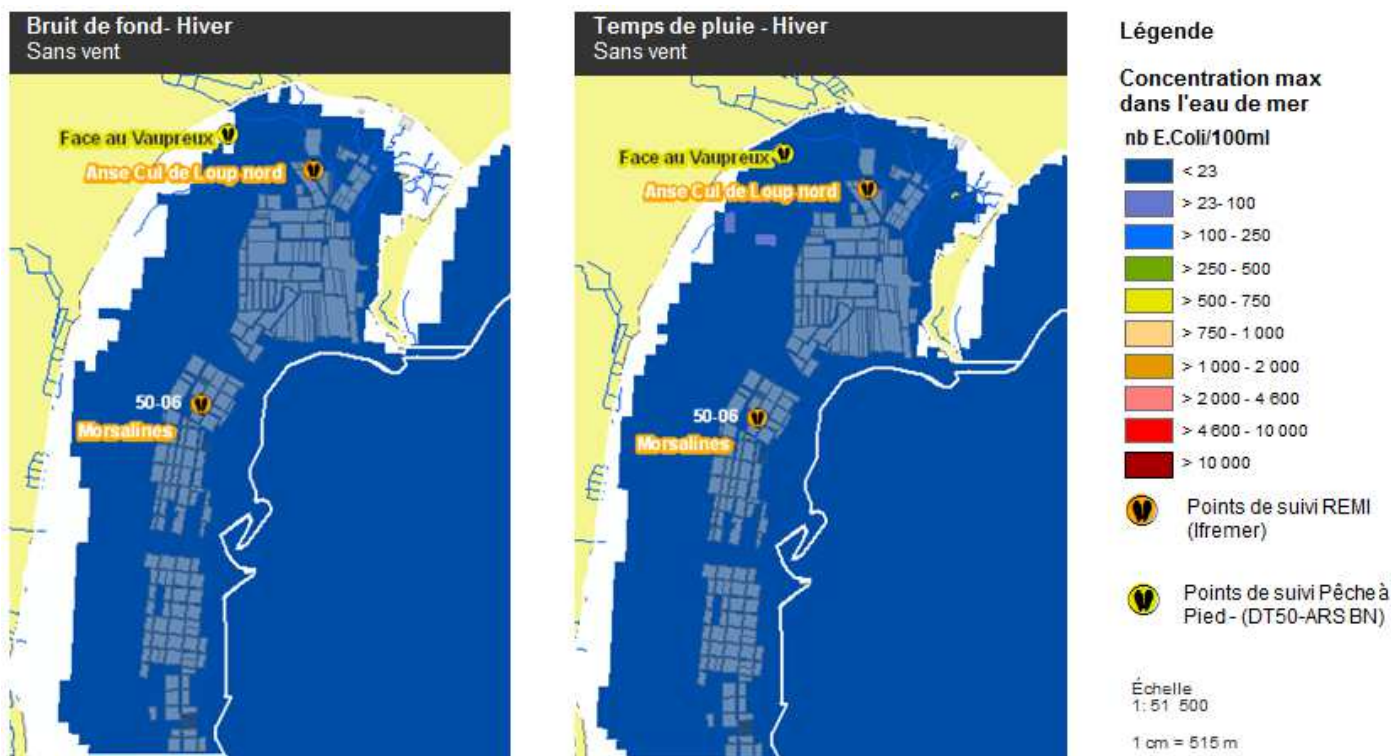 Bruit de fond- Hiver
Sans vent
Face au Vaupreux
Anse Cul de Loup nord
50-06
Morsalines
Temps de pluie - Hiver
Sans vent
Face au Vaupreux
Anse Cul de Loup nord
50-06
Morsalines
Légende
Concentration max
dans l'eau de mer
nb E.Coli/100ml
< 23
> 23- 100
> 100 - 250
> 250 - 500
> 500 - 750
> 750 - 1 000
> 1 000 - 2 000
> 2 000 - 4 600
> 4 600 - 10 000
> 10 000
Points de suivi REMI
(Ifremer)
Points de suivi Pêche à
Pied - (DT50-ARS BN)
Échelle
1: 51 500
1 cm = 515 m